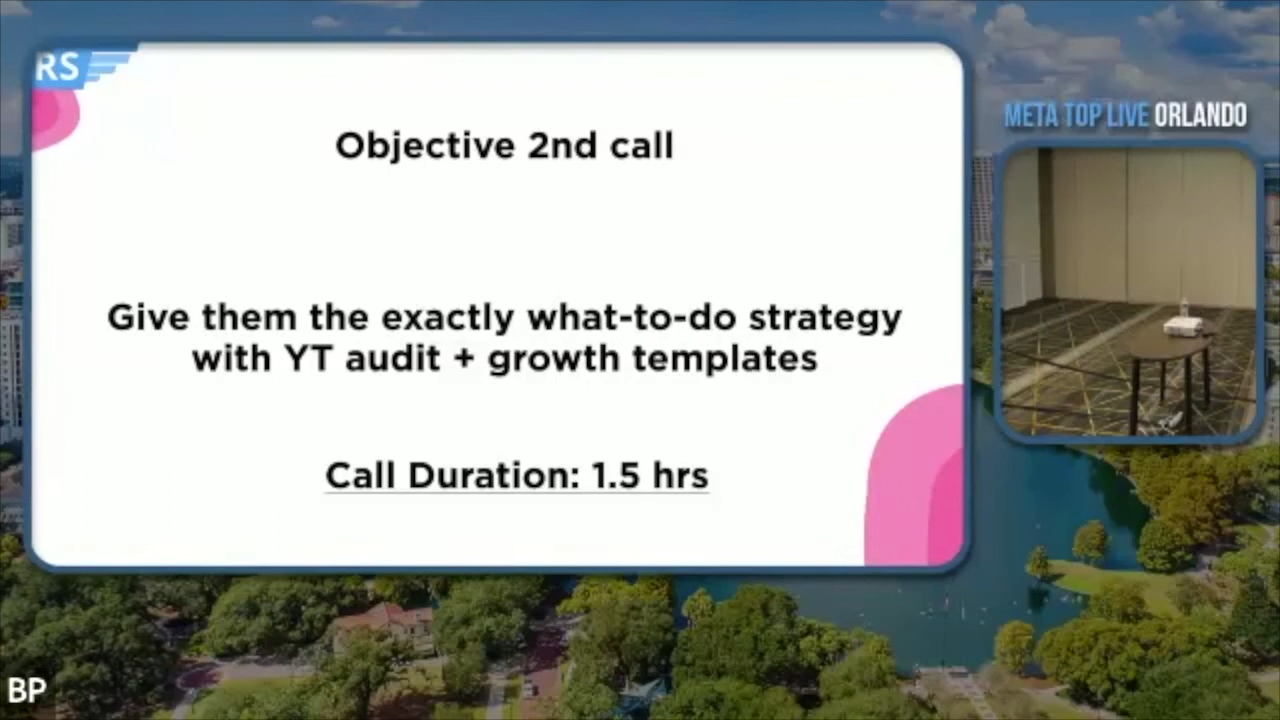 RS
META TOP LIVE ORLANDO
Objective 2nd call
Give them the exactly what-to-do strategy
with YT audit + growth templates
Call Duration: 1.5 hrs
BP